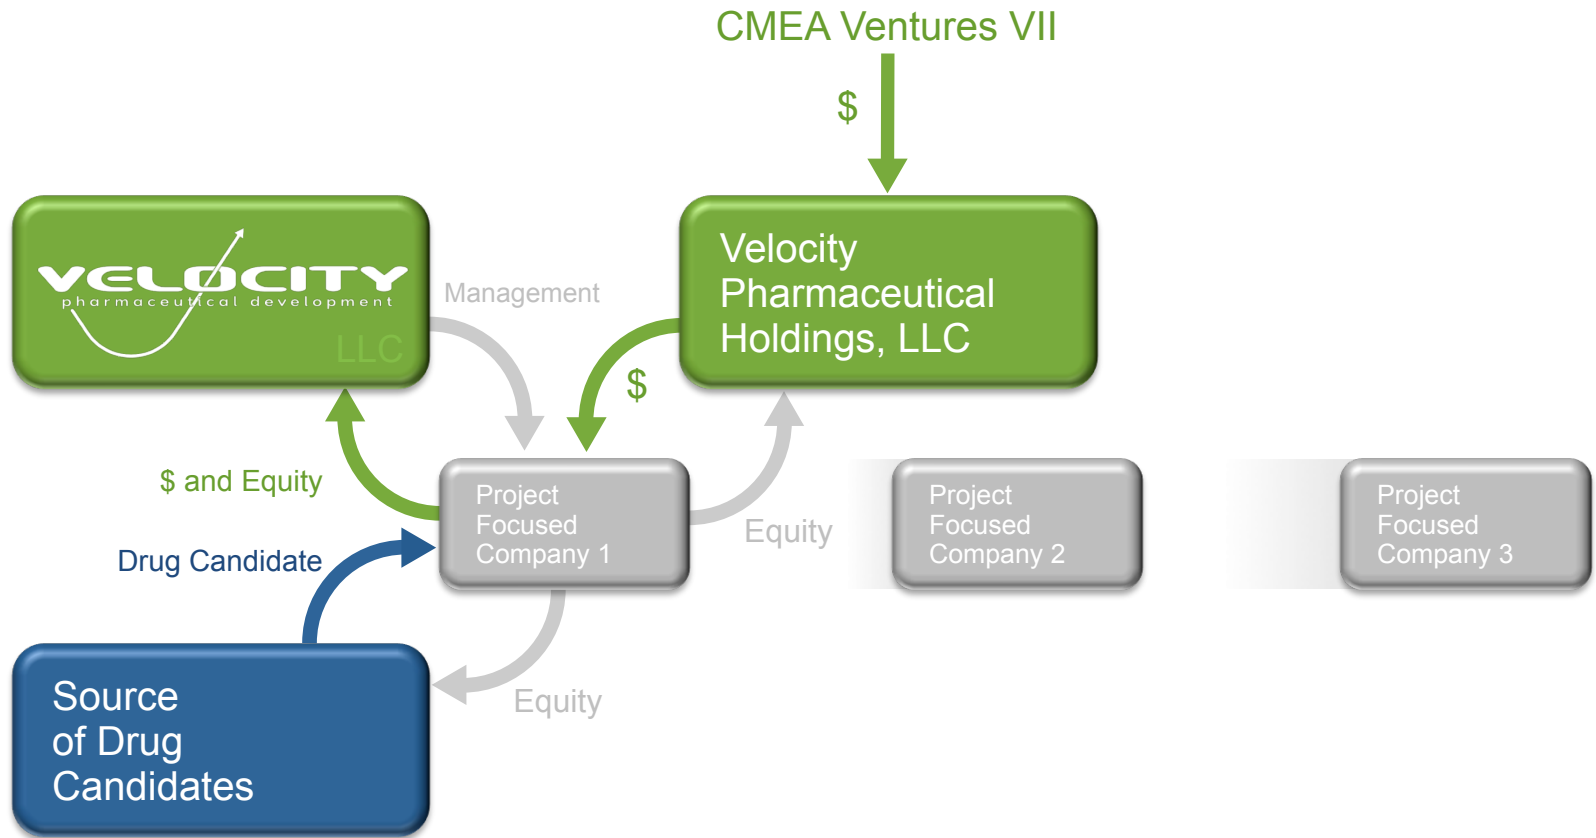 CMEA Ventures VII
$
VELOCITY
pharmaceutical development
LLC
Management
Velocity
Pharmaceutical
Holdings, LLC
$
$ and Equity
Project
Focused
Company 1
Equity
Project
Focused
Company 2
Project
Focused
Company 3
Drug Candidate
Source
of Drug
Candidates
Equity